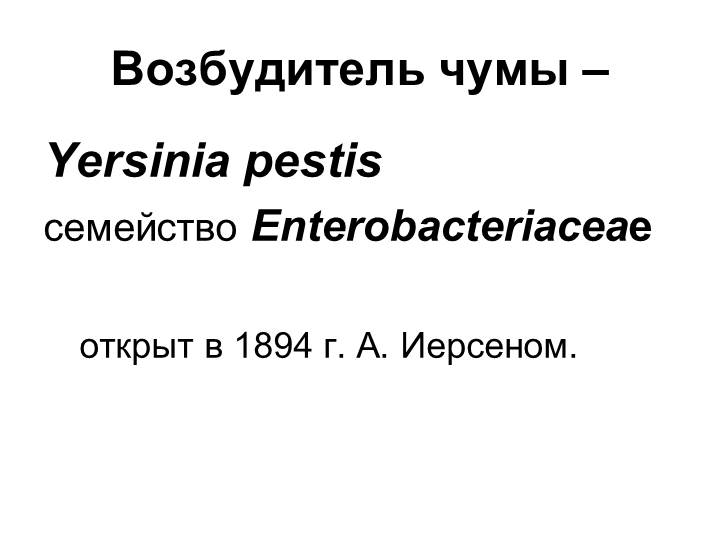 Возбудитель чумы –
Yersinia pestis
семейство Enterobacteriaceae
открыт в 1894 г. А. Иерсеном.